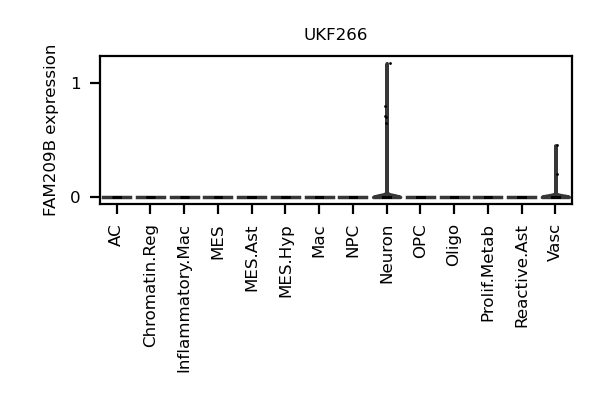 UKF266
FAM209B expression
1
0
AC
Chromatin.Reg
Inflammatory.Mac
MES
MES.Ast
MES.Hyp
Mac
NPC
Neuron
OPC
Oligo
Prolif.Metab
Reactive.Ast
Vasc